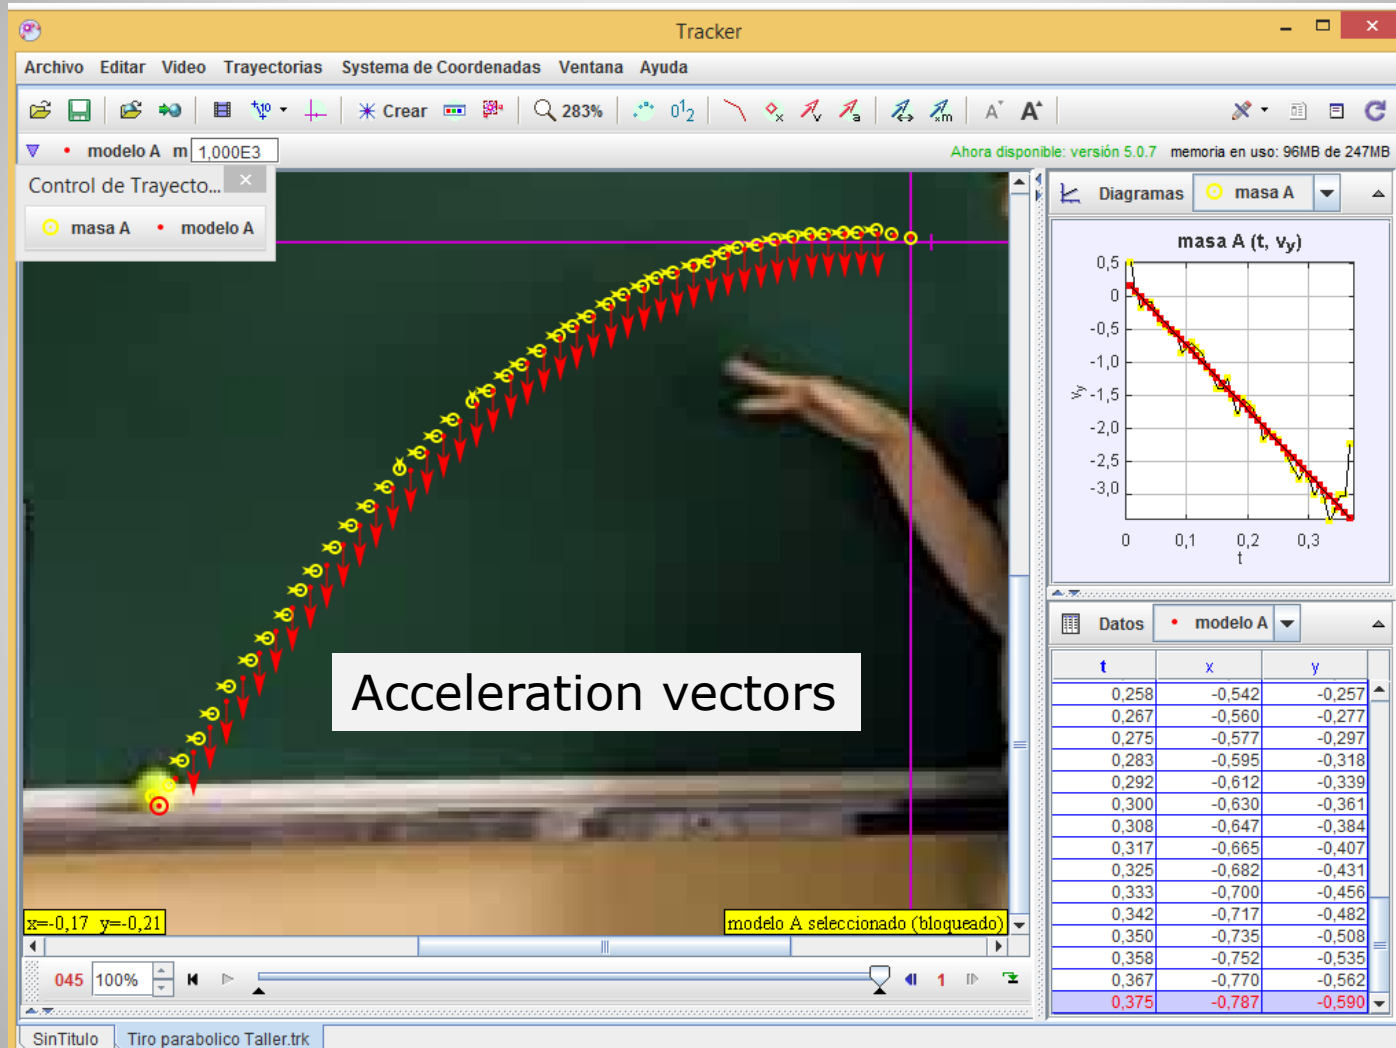 Tracker
Archivo Editar Video Trayectorias Systema de Coordenadas Ventana Ayuda
Crear 283%
modelo A m 1,000E3 Ahora disponible: versión 5.0.7 memoria en uso: 96MB de 247MB
Control de Trayecto...
masa A modelo A
Diagramas masa A
masa A (t, vy)
0,5
0
-0,5
-1,0
-1,5
-2,0
-2,5
-3,0
vy
0 0,1 0,2 0,3
t
Datos modelo A
t x y
0,258 -0,542 -0,257
0,267 -0,560 -0,277
0,275 -0,577 -0,297
0,283 -0,595 -0,318
0,292 -0,612 -0,339
0,300 -0,630 -0,361
0,308 -0,647 -0,384
0,317 -0,665 -0,407
0,325 -0,682 -0,431
0,333 -0,700 -0,456
0,342 -0,717 -0,482
0,350 -0,735 -0,508
0,358 -0,752 -0,535
0,367 -0,770 -0,562
0,375 -0,787 -0,590
Acceleration vectors
x=-0,17 y=-0,21
modelo A seleccionado (bloqueado)
045 100% 1
SinTitulo Tiro parabolico Taller.trk